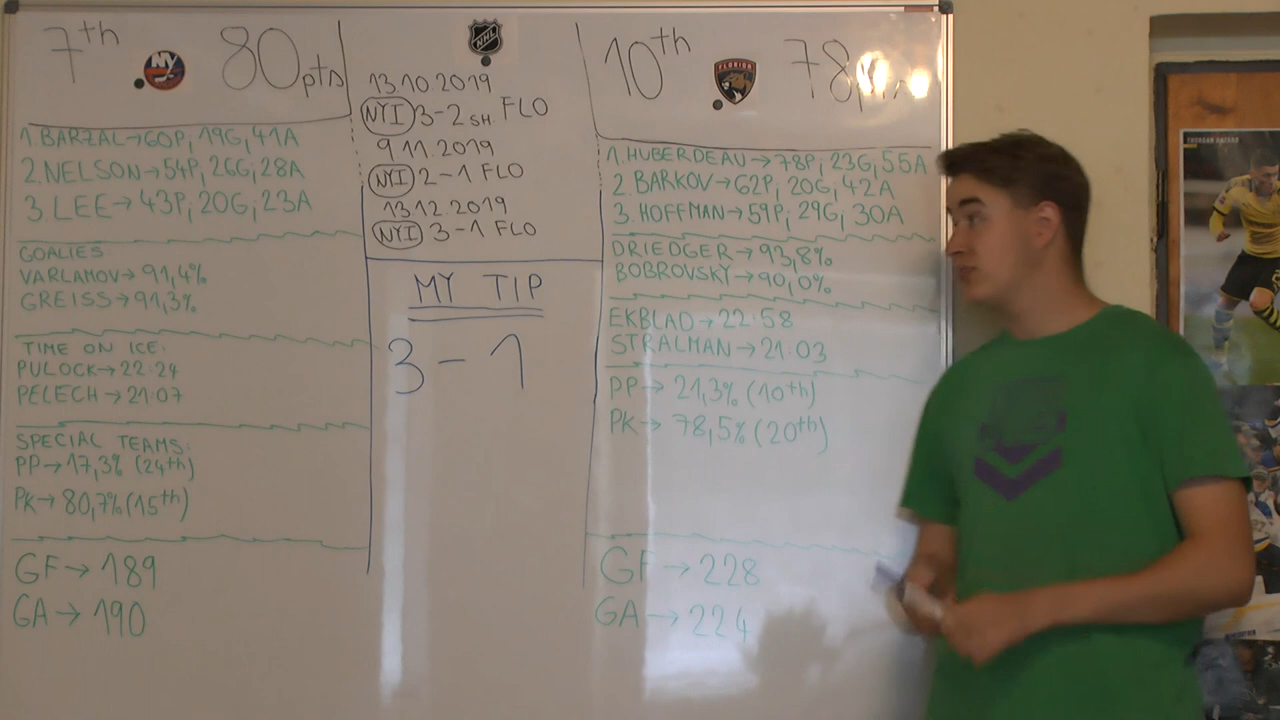 7th 80pts
1. BARZAL→60P, 19G, 41A
2. NELSON→54P, 26G, 28A
3. LEE→ 43P, 20G, 23A
GOALIES
VARLAMOV→91,4%
GREISS→91,3%
TIME ON ICE:
PULOCK→22:24
PELECH→21:07
SPECIAL TEAMS:
PP→17,3% (24th)
PK→80,7% (15th)
GF→ 189
GA→ 190
NHL
13.10.2019
NYI 3-2 SH. FLO
9.11.2019
NYI 2-1 FLO
13.12.2019
NYI 3-1 FLO
MY TIP
3-1
10th 78
FLORIDA
1. HUBERDEAU→78P, 23G, 55A
2 BARKOV→62P, 20G, 42A
3. HOFFMAN→59P, 29G, 30A
DRIEDGER→93,8%
BOBROVSKY→90,0%
EKBLAD→22:58
STRALMAN→21:03
PP→ 21,3% (10th)
PK→ 78,5% (20th)
GF→228
GA→224
THORGAN HAZARD